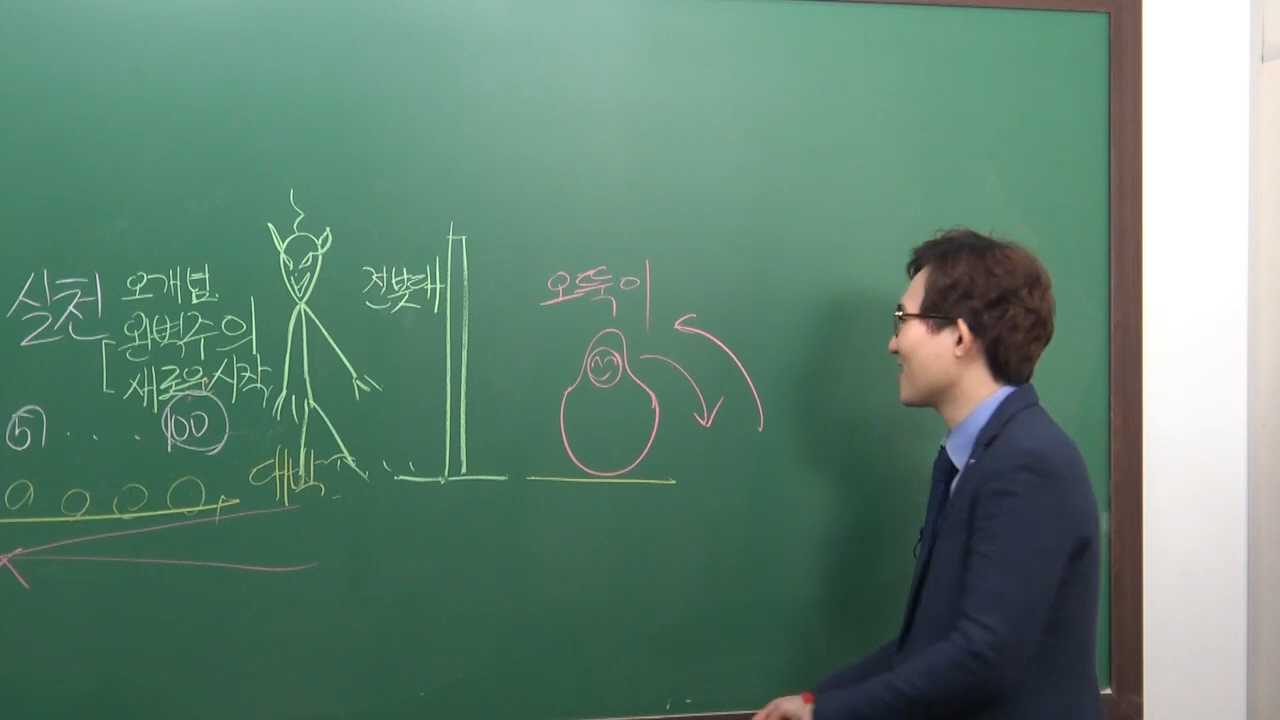 실천
오개념
완벽주의
새로운 시작
51 . . . . 100
대박
전봇대
오뚝이